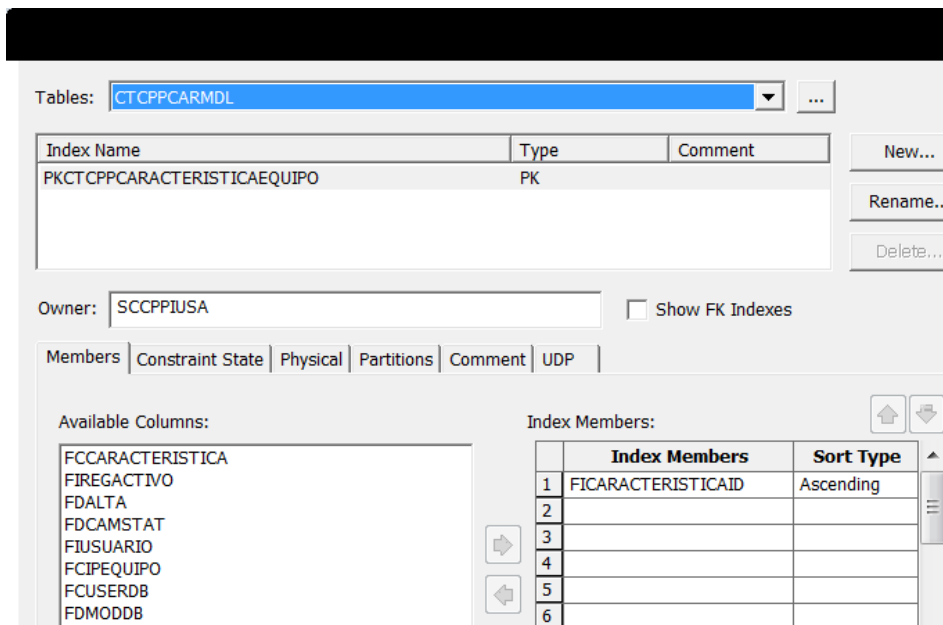 Tables: CTCPPCARMDL ...
Index Name Type Comment
PKCTCPPCARACTERISTICAEQUIPO PK
New...
Rename..
Delete...
Owner: SCCPPIUSA
Show FK Indexes
Members Constraint State Physical Partitions Comment UDP
Available Columns:
FCCARACTERISTICA
FIREGACTIVO
FDALTA
FDCAMSTAT
FIUSUARIO
FCIPEQUIPO
FCUSERDB
FDMODDB
Index Members:
Index Members Sort Type
1 FICARACTERISTICAID Ascending
2
3
4
5
6